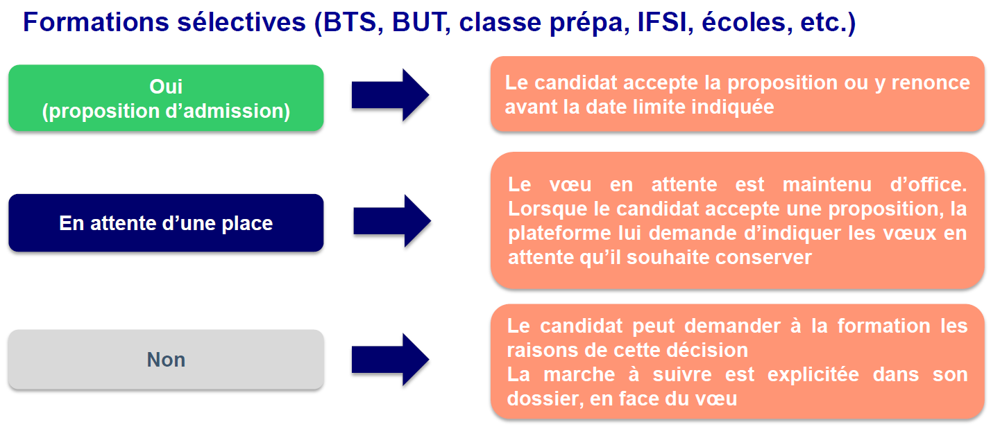 Formations sélectives (BTS, BUT, classe prépa, IFSI, écoles, etc.)
Oui
(proposition d’admission)
Le candidat accepte la proposition ou y renonce
avant la date limite indiquée
En attente d’une place
Le vœu en attente est maintenu d’office.
Lorsque le candidat accepte une proposition, la
plateforme lui demande d’indiquer les vœux en
attente qu’il souhaite conserver
Non
Le candidat peut demander à la formation les
raisons de cette décision
La marche à suivre est explicitée dans son
dossier, en face du vœu